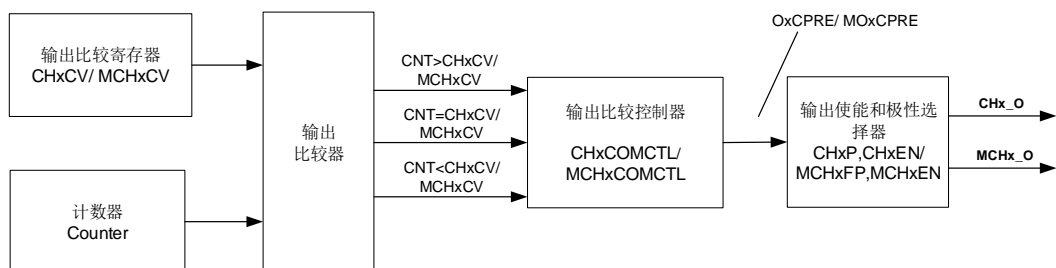 输出比较寄存器
CHxCV/ MCHxCV
计数器
Counter
输出
比较器
CNT>CHxCV/
MCHxCV
CNT=CHxCV/
MCHxCV
CNT<CHxCV/
MCHxCV
输出比较控制器
CHxCOMCTL/
MCHxCOMCTL
OxCPRE/ MOxCPRE
输出使能和极性选
择器
CHxP,CHxEN/
MCHxFP,MCHxEN
CHx_O
MCHx_O